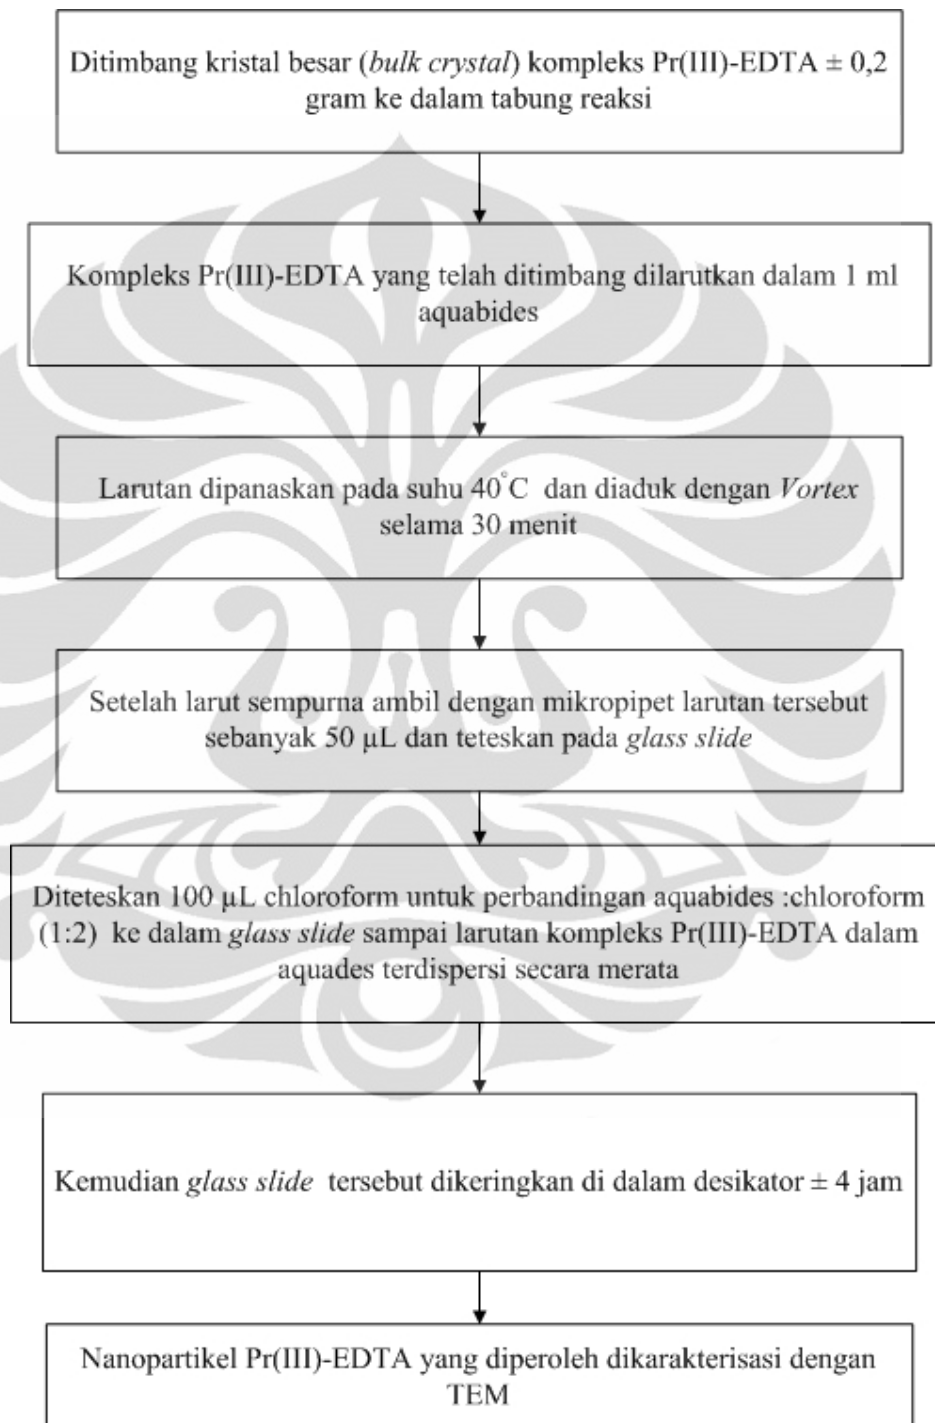 Ditimbang kristal besar (bulk crystal) kompleks Pr(III)-EDTA ± 0,2
gram ke dalam tabung reaksi
Kompleks Pr(III)-EDTA yang telah ditimbang dilarutkan dalam 1 ml
aquabides
Larutan dipanaskan pada suhu 40°C dan diaduk dengan Vortex
selama 30 menit
Setelah larut sempurna ambil dengan mikropipet larutan tersebut
sebanyak 50 µL dan teteskan pada glass slide
Diteteskan 100 µL chloroform untuk perbandingan aquabides :chloroform
(1:2) ke dalam glass slide sampai larutan kompleks Pr(III)-EDTA dalam
aquades terdispersi secara merata
Kemudian glass slide tersebut dikeringkan di dalam desikator ± 4 jam
Nanopartikel Pr(III)-EDTA yang diperoleh dikarakterisasi dengan
TEM